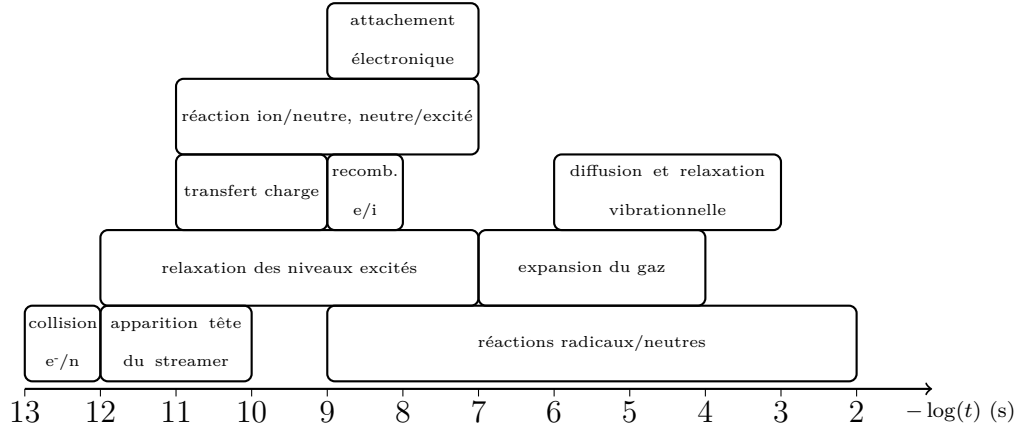 attachement
électronique
réaction ion/neutre, neutre/excité
transfert charge
recomb.
e/i
diffusion et relaxation
vibrationnelle
relaxation des niveaux excités
expansion du gaz
collision
e⁻/n
apparition tête
du streamer
réactions radicaux/neutres
13 12 11 10 9 8 7 6 5 4 3 2 − log(t) (s)